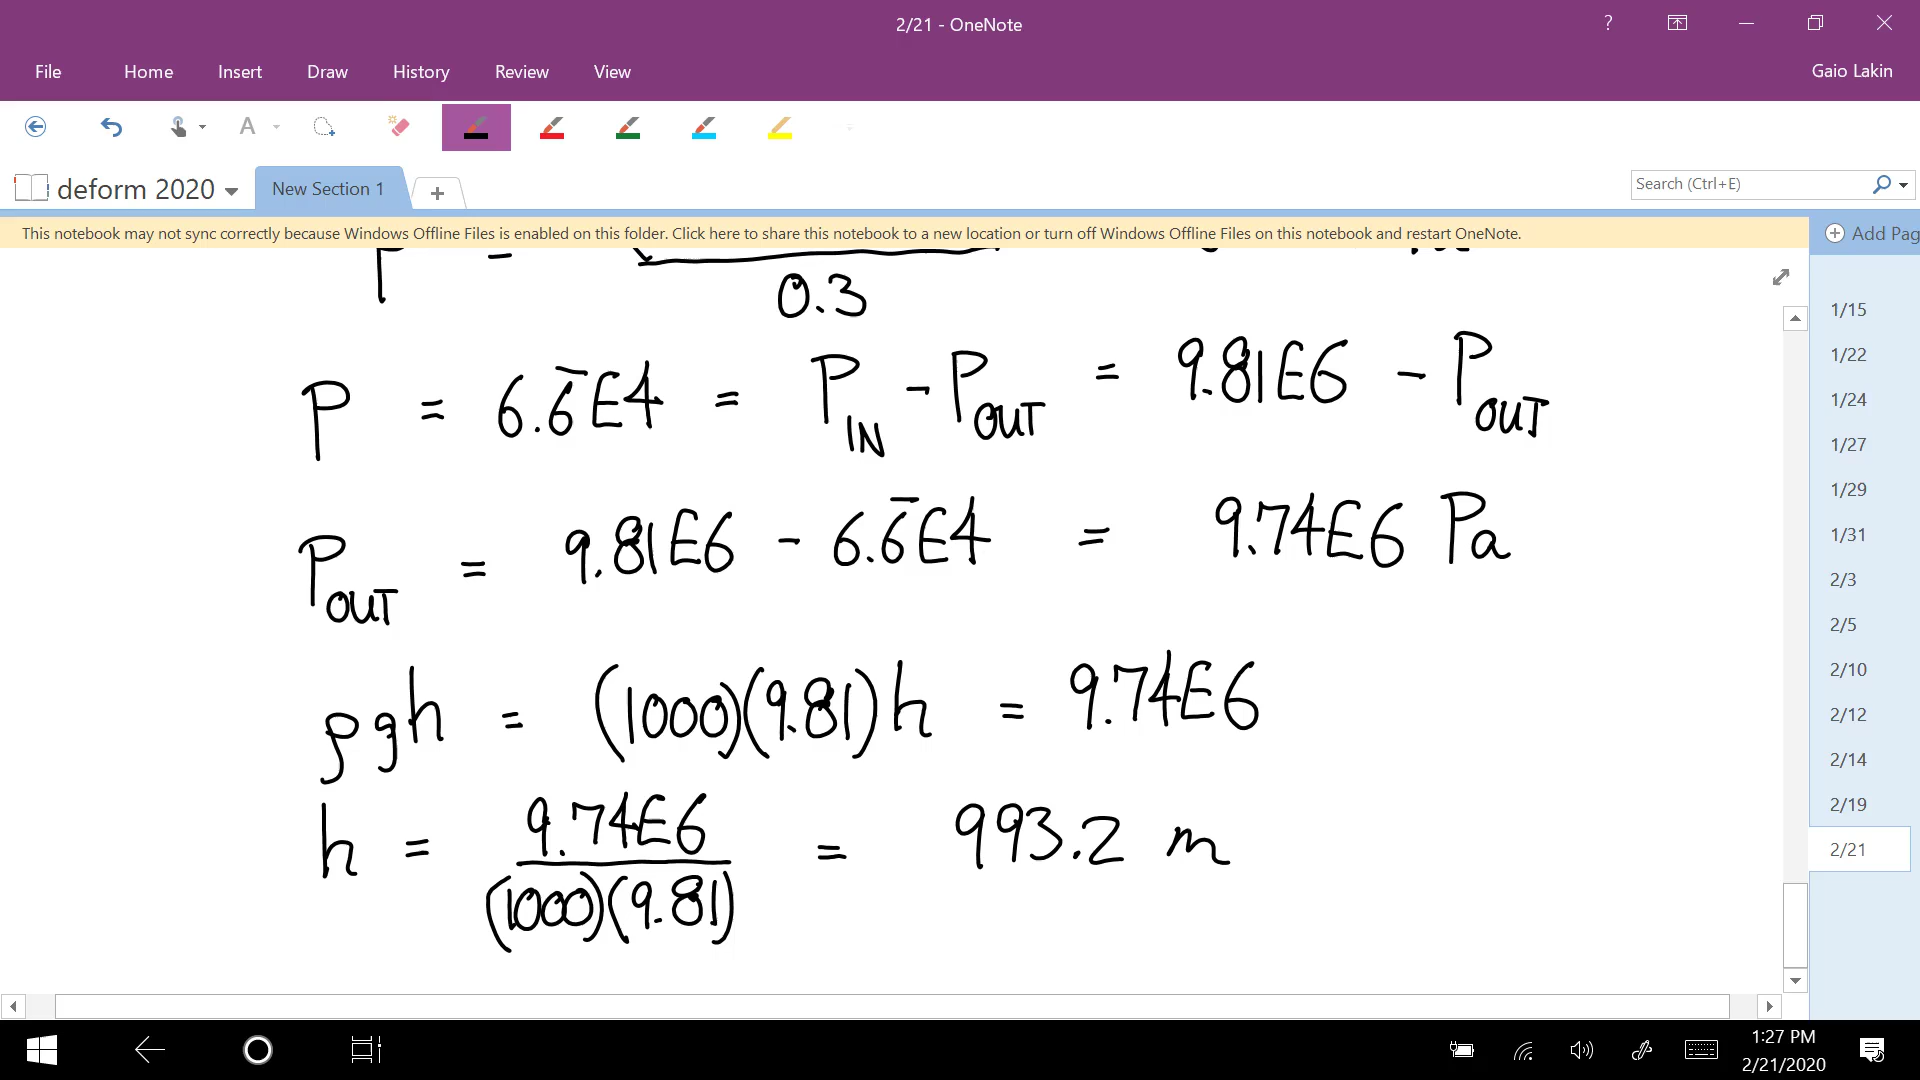 2/21 - OneNote
?
File Home Insert Draw History Review View
Gaio Lakin
A
deform 2020
New Section 1
+
Search (Ctrl+E)
This notebook may not sync correctly because Windows Offline Files is enabled on this folder. Click here to share this notebook to a new location or turn off Windows Offline Files on this notebook and restart OneNote.
Add Pag
0.3
P = 6.6̅E4 = P_IN - P_OUT = 9.81E6 - P_OUT
P_OUT = 9.81E6 - 6.6̅E4 = 9.74E6 Pa
ρgh = (1000)(9.81)h = 9.74E6
h = 9.74E6 / (1000)(9.81) = 993.2 m
1/15
1/22
1/24
1/27
1/29
1/31
2/3
2/5
2/10
2/12
2/14
2/19
2/21
1:27 PM
2/21/2020